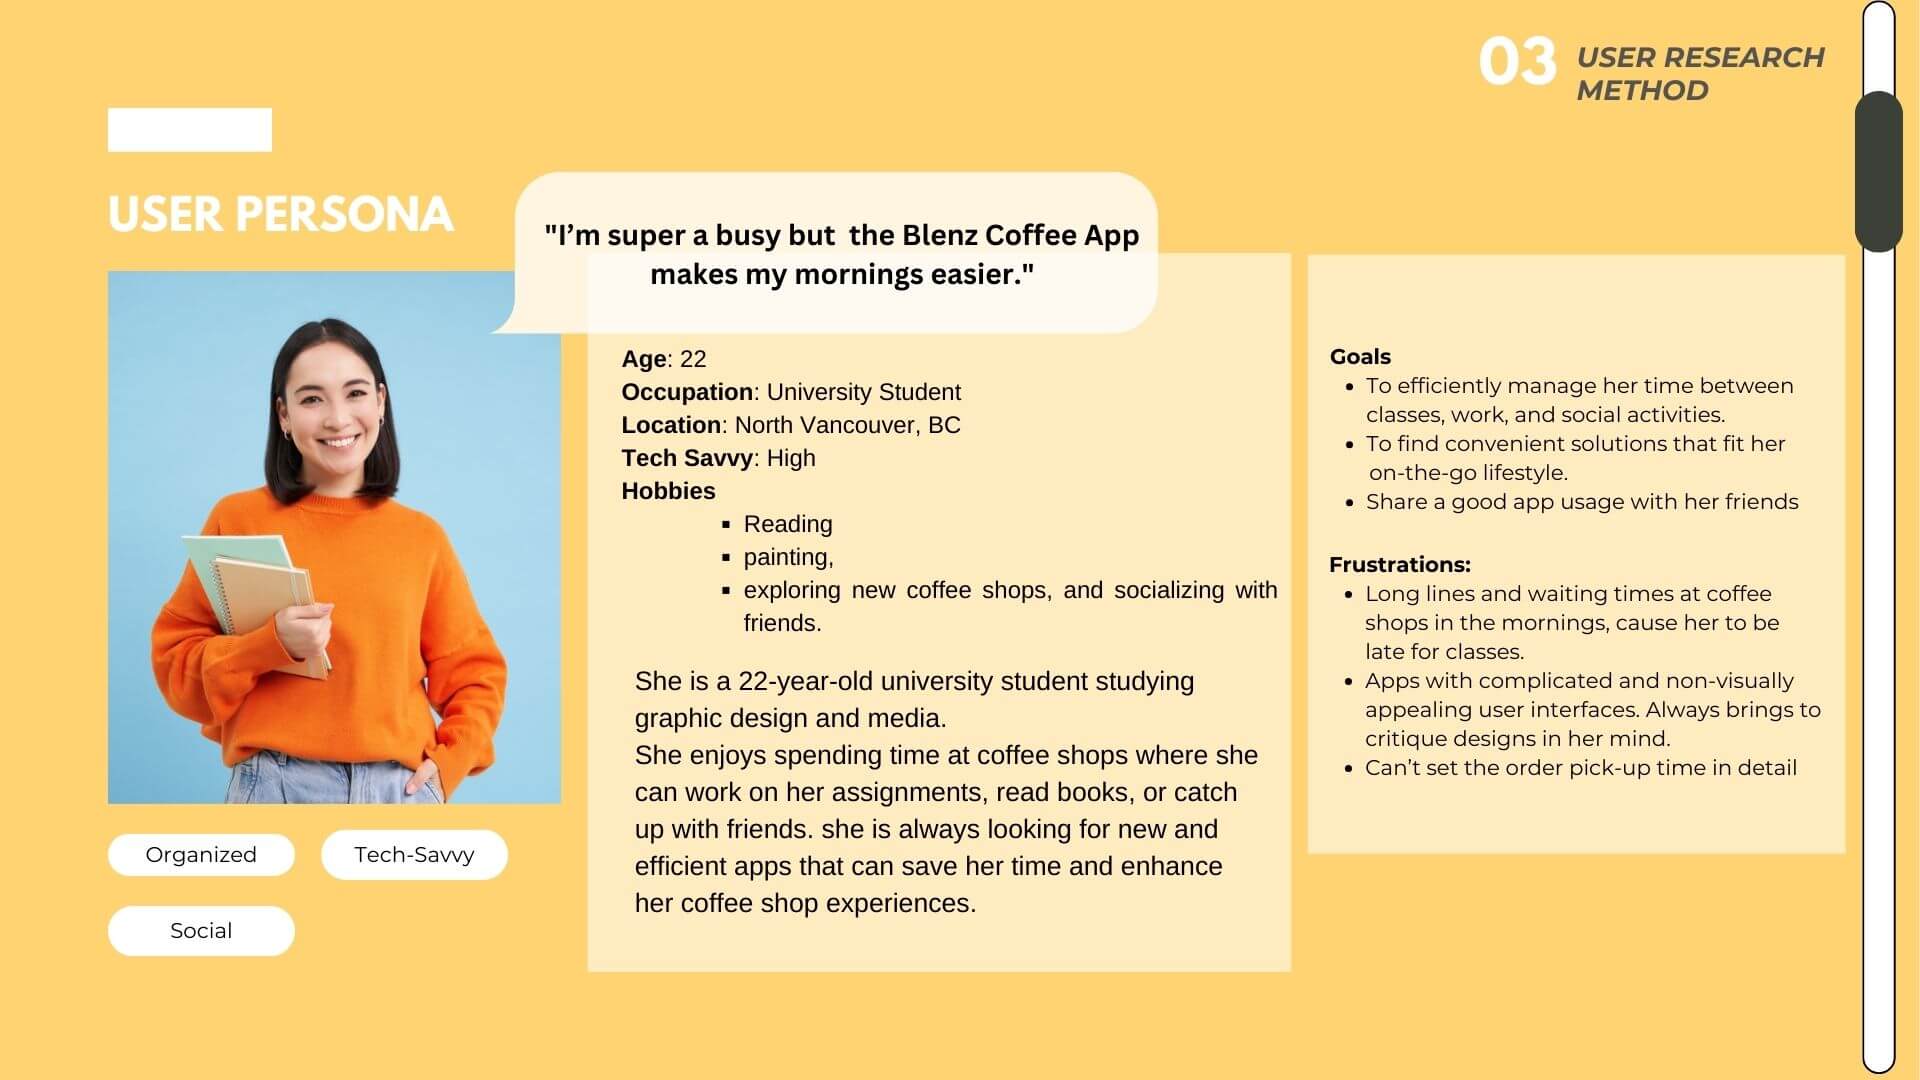 03 USER RESEARCH
METHOD
USER PERSONA
"I’m super a busy but  the Blenz Coffee App
makes my mornings easier."
Age: 22
Occupation: University Student
Location: North Vancouver, BC
Tech Savvy: High
Hobbies
▪ Reading
▪ painting,
▪ exploring new coffee shops, and socializing with
friends.
She is a 22-year-old university student studying
graphic design and media.
She enjoys spending time at coffee shops where she
can work on her assignments, read books, or catch
up with friends. she is always looking for new and
efficient apps that can save her time and enhance
her coffee shop experiences.
Goals
• To efficiently manage her time between
classes, work, and social activities.
• To find convenient solutions that fit her
on-the-go lifestyle.
• Share a good app usage with her friends
Frustrations:
• Long lines and waiting times at coffee
shops in the mornings, cause her to be
late for classes.
• Apps with complicated and non-visually
appealing user interfaces. Always brings to
critique designs in her mind.
• Can’t set the order pick-up time in detail
Organized
Tech-Savvy
Social